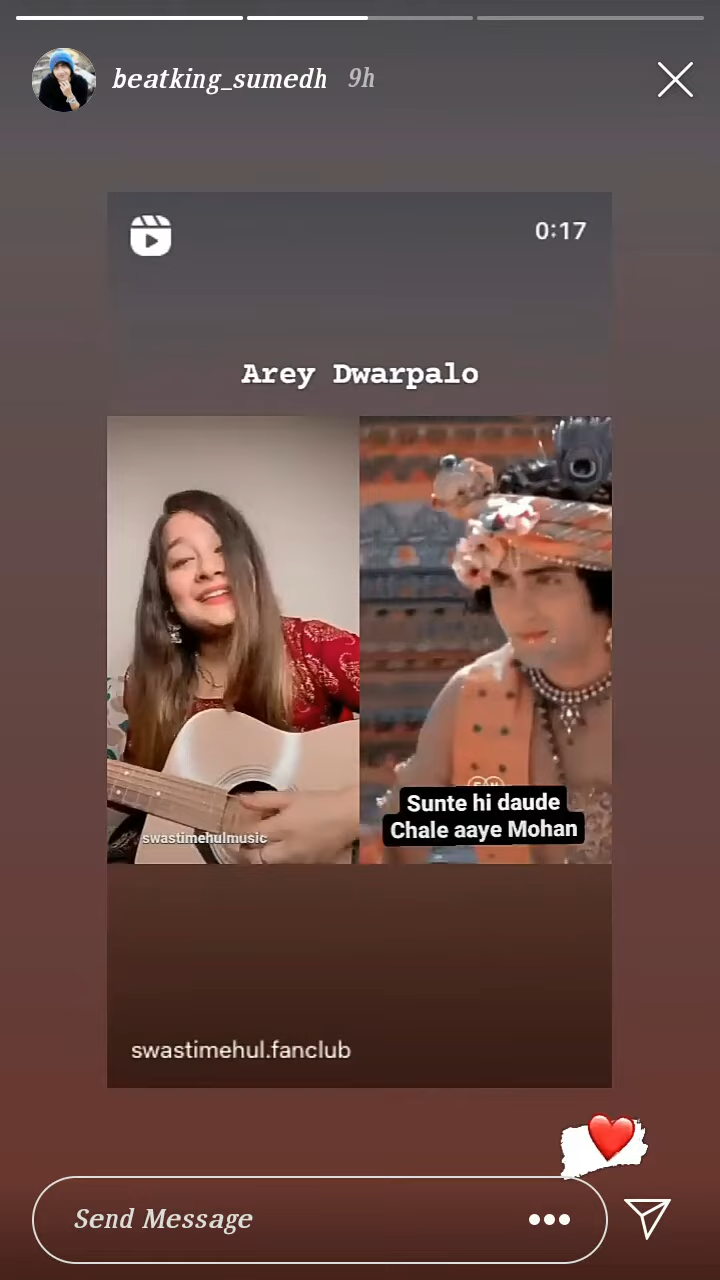 beatking_sumedh 9h
0:17
Arey Dwarpalo
swastimehulmusic
Sunte hi daude
Chale aaye Mohan
swastimehul.fanclub
Send Message